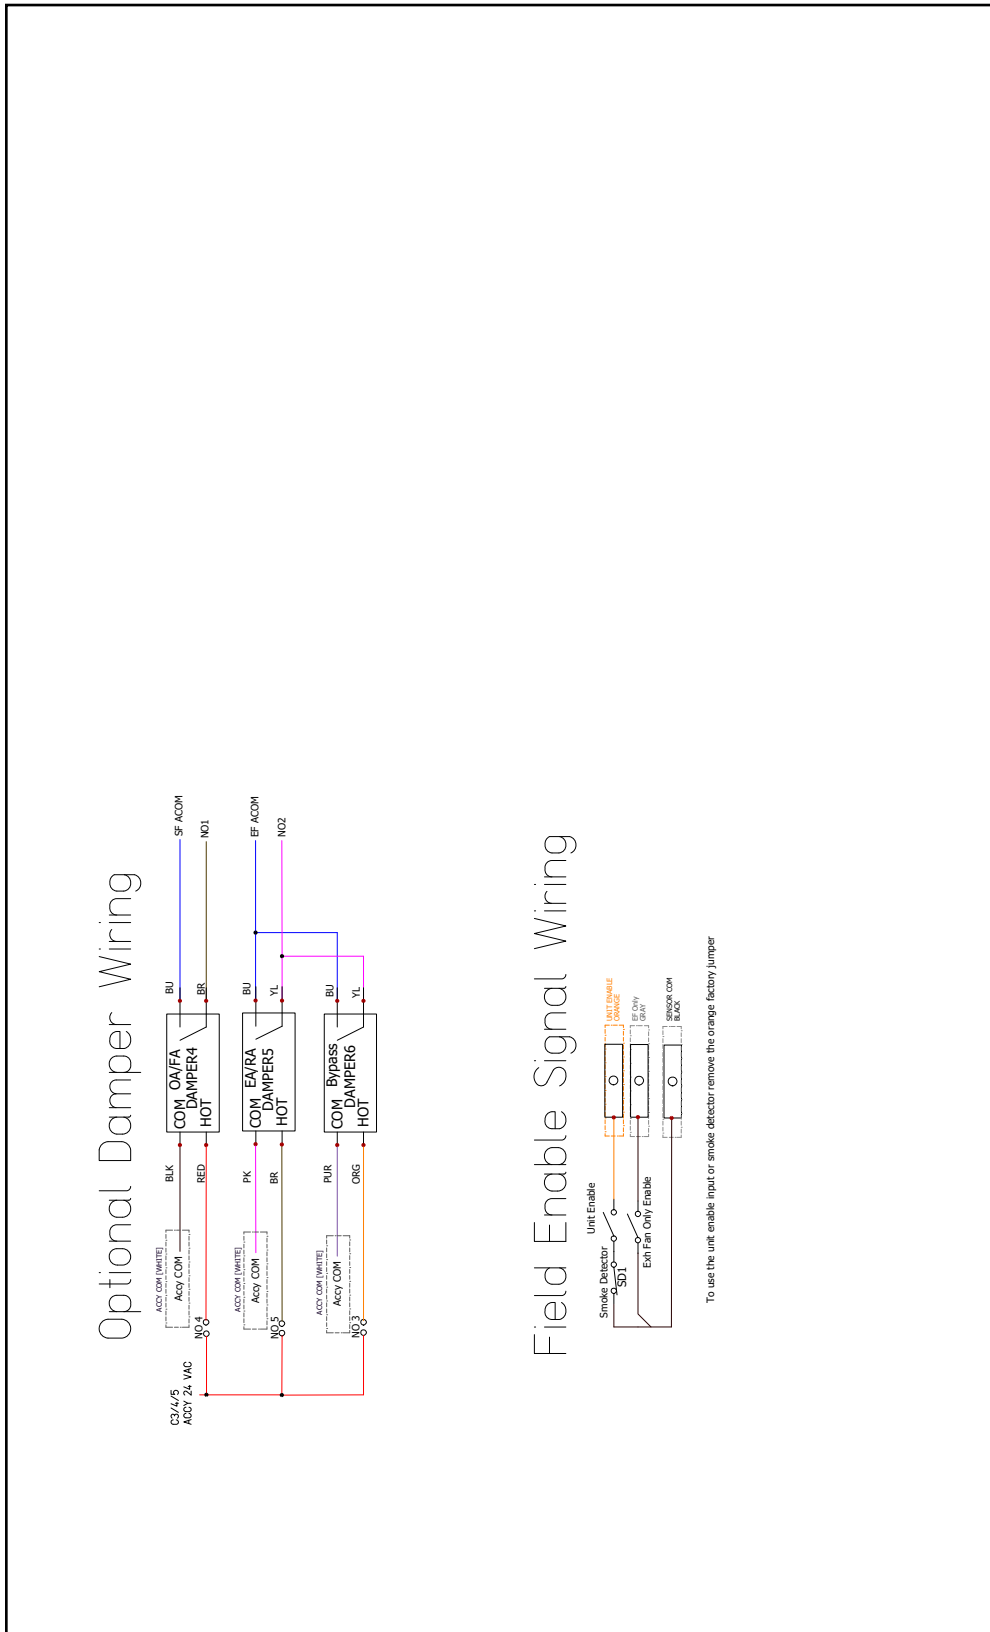 Optional Damper Wiring
C3/4/5
ACCY 24 VAC
ACCY COM [WHITE]
Accy COM
NO 4
BLK
RED
COM OA/FA
DAMPER4
HOT
BU
BR
SF ACOM
NO1
ACCY COM [WHITE]
Accy COM
NO 5
PK
BR
COM EA/RA
DAMPER5
HOT
BU
YL
EF ACOM
NO2
ACCY COM [WHITE]
Accy COM
NO 3
PUR
ORG
COM Bypass
DAMPER6
HOT
BU
YL
Field Enable Signal Wiring
Smoke Detector
SD1
Unit Enable
Exh Fan Only Enable
UNIT ENABLE
ORANGE
EF Only
GRAY
SENSOR COM
BLACK
To use the unit enable input or smoke detector remove the orange factory jumper